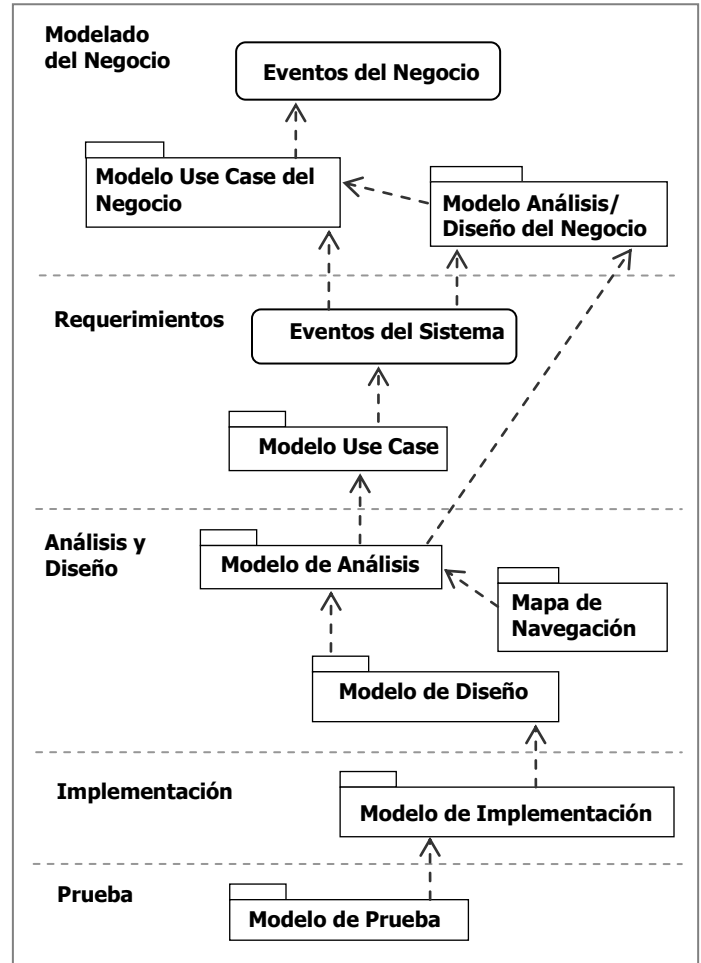 Modelado
del Negocio
Eventos del Negocio
Modelo Use Case del
Negocio
Modelo Análisis/
Diseño del Negocio
Requerimientos
Eventos del Sistema
Modelo Use Case
Análisis y
Diseño
Modelo de Análisis
Mapa de
Navegación
Modelo de Diseño
Implementación
Modelo de Implementación
Prueba
Modelo de Prueba